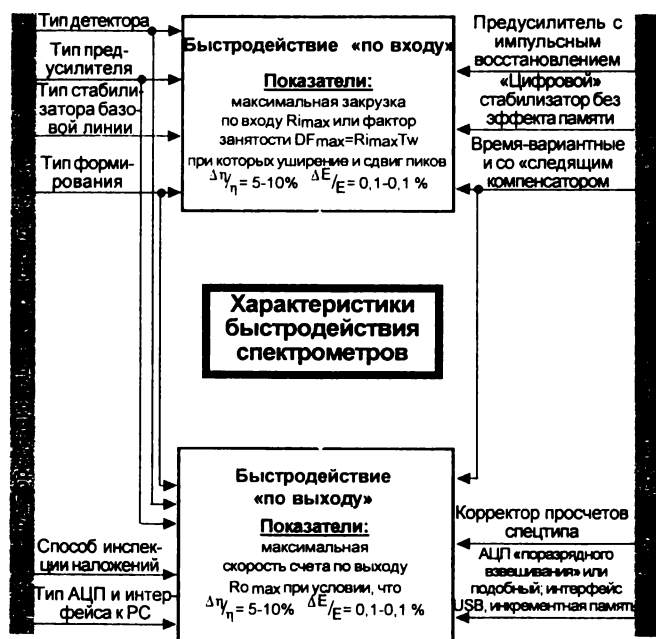 Тип детектора
Тип пред-
усилителя
Тип стабили-
затора базо-
вой линии
Тип форми-
рования
Быстродействие «по входу»
Показатели:
максимальная загрузка
по входу Rimax или фактор
занятости DFmax=RimaxTw
при которых уширение и сдвиг пиков
Δη/η = 5-10% ΔE/E = 0,1-0,1 %
Предусилитель с
импульсным
восстановлением
«Цифровой»
стабилизатор без
эффекта памяти
Время-вариантные
и со «следящим
компенсатором
Характеристики
быстродействия
спектрометров
Способ инспек-
ции наложений
Тип АЦП и интер-
фейса к PC
Быстродействие
«по выходу»
Показатели:
максимальная
скорость счета по выходу
Ro max при условии, что
Δη/η = 5-10% ΔE/E = 0,1-0,1 %
Корректор просчетов
спецтипа
АЦП «поразрядного
взвешивания» или
подобный; интерфейс
USB, инкрементная память